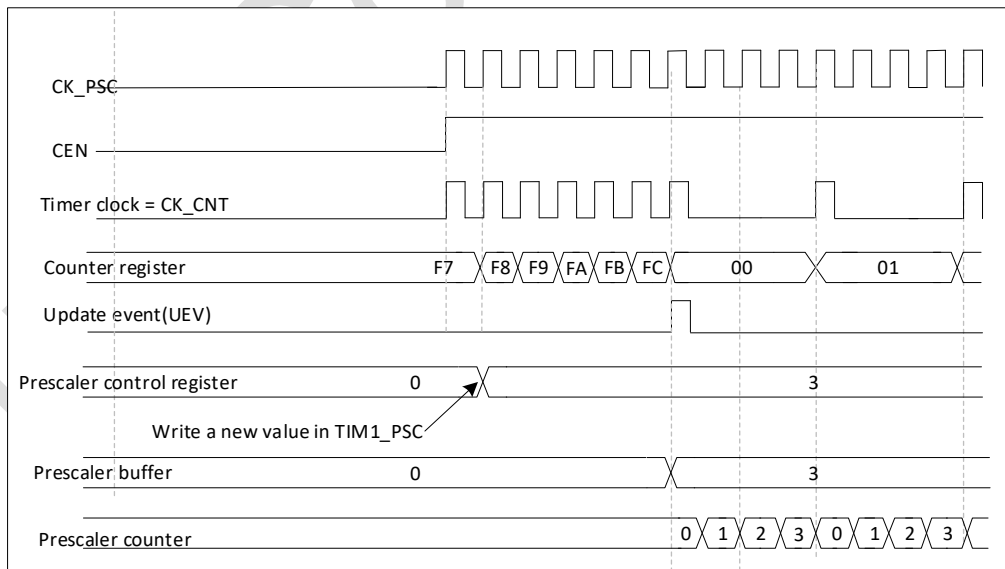 CK_PSC
CEN
Timer clock = CK_CNT
Counter register F7 F8 F9 FA FB FC 00 01
Update event(UEV)
Prescaler control register 0 3
Write a new value in TIM1_PSC
Prescaler buffer 0 3
Prescaler counter 0 1 2 3 0 1 2 3